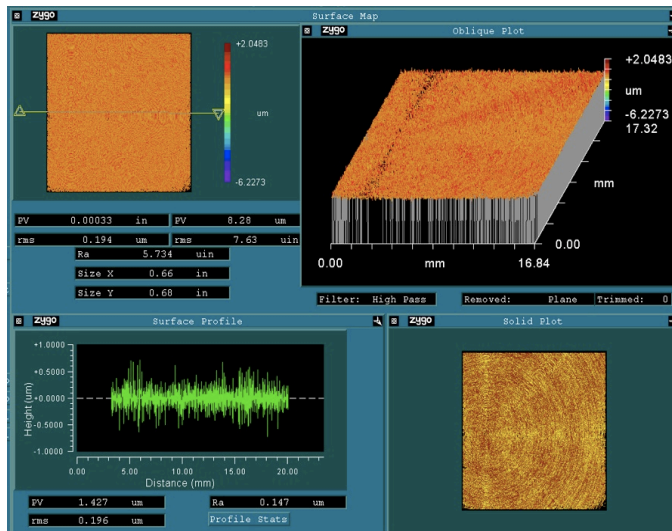 zygo Surface Map
+2.0483
um
-6.2273
PV 0.00033 in PV 8.28 um
rms 0.194 um rms 7.63 uin
Ra 5.734 uin
Size X 0.66 in
Size Y 0.68 in
zygo Oblique Plot
+2.0483
um
-6.2273
17.32
mm
0.00
0.00 mm 16.84
Filter: High Pass Removed: Plane Trimmed: 0
zygo Surface Profile
Height (um)
+1.0000
+0.5000
+0.0000
-0.5000
-1.0000
0.00 5.00 10.00 15.00 20.00
Distance (mm)
PV 1.427 um Ra 0.147 um
rms 0.196 um Profile Stats
zygo Solid Plot